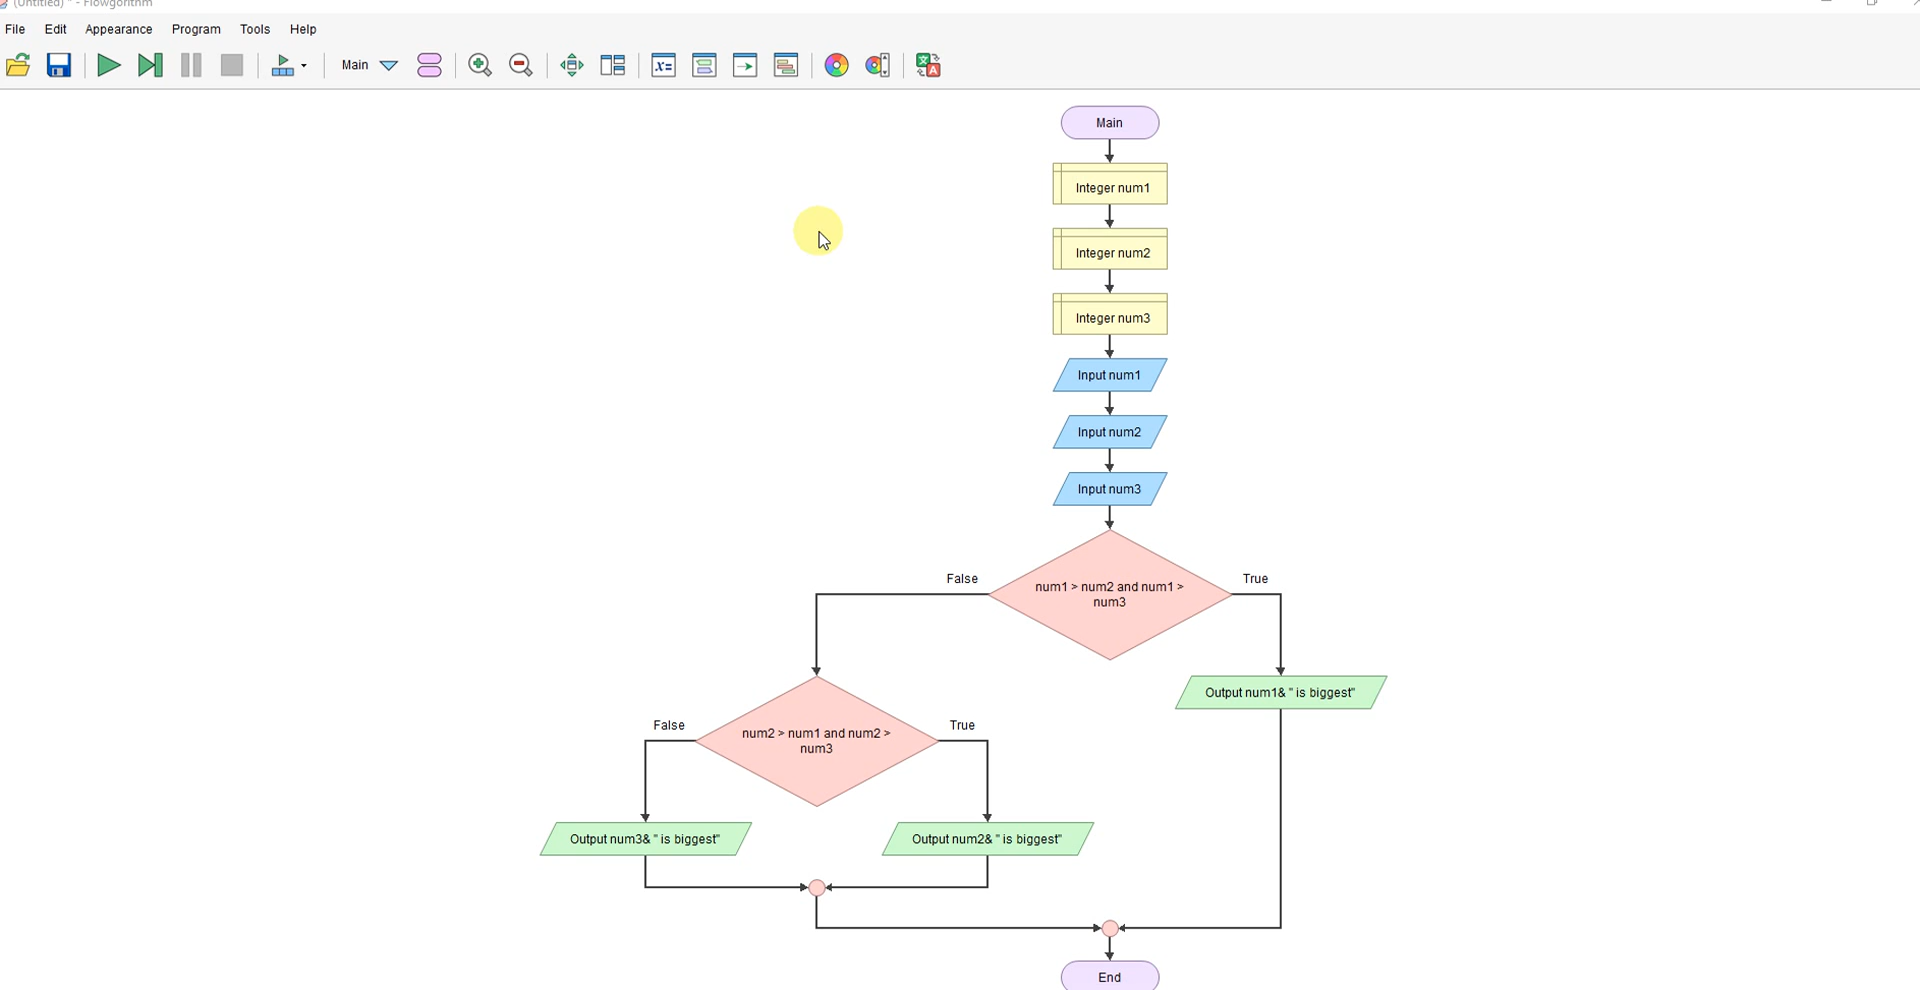 (Untitled) * - Flowgorithm
File Edit Appearance Program Tools Help
Main
Main
Integer num1
Integer num2
Integer num3
Input num1
Input num2
Input num3
False
True
num1 > num2 and num1 >
num3
Output num1& " is biggest"
False
True
num2 > num1 and num2 >
num3
Output num3& " is biggest"
Output num2& " is biggest"
End